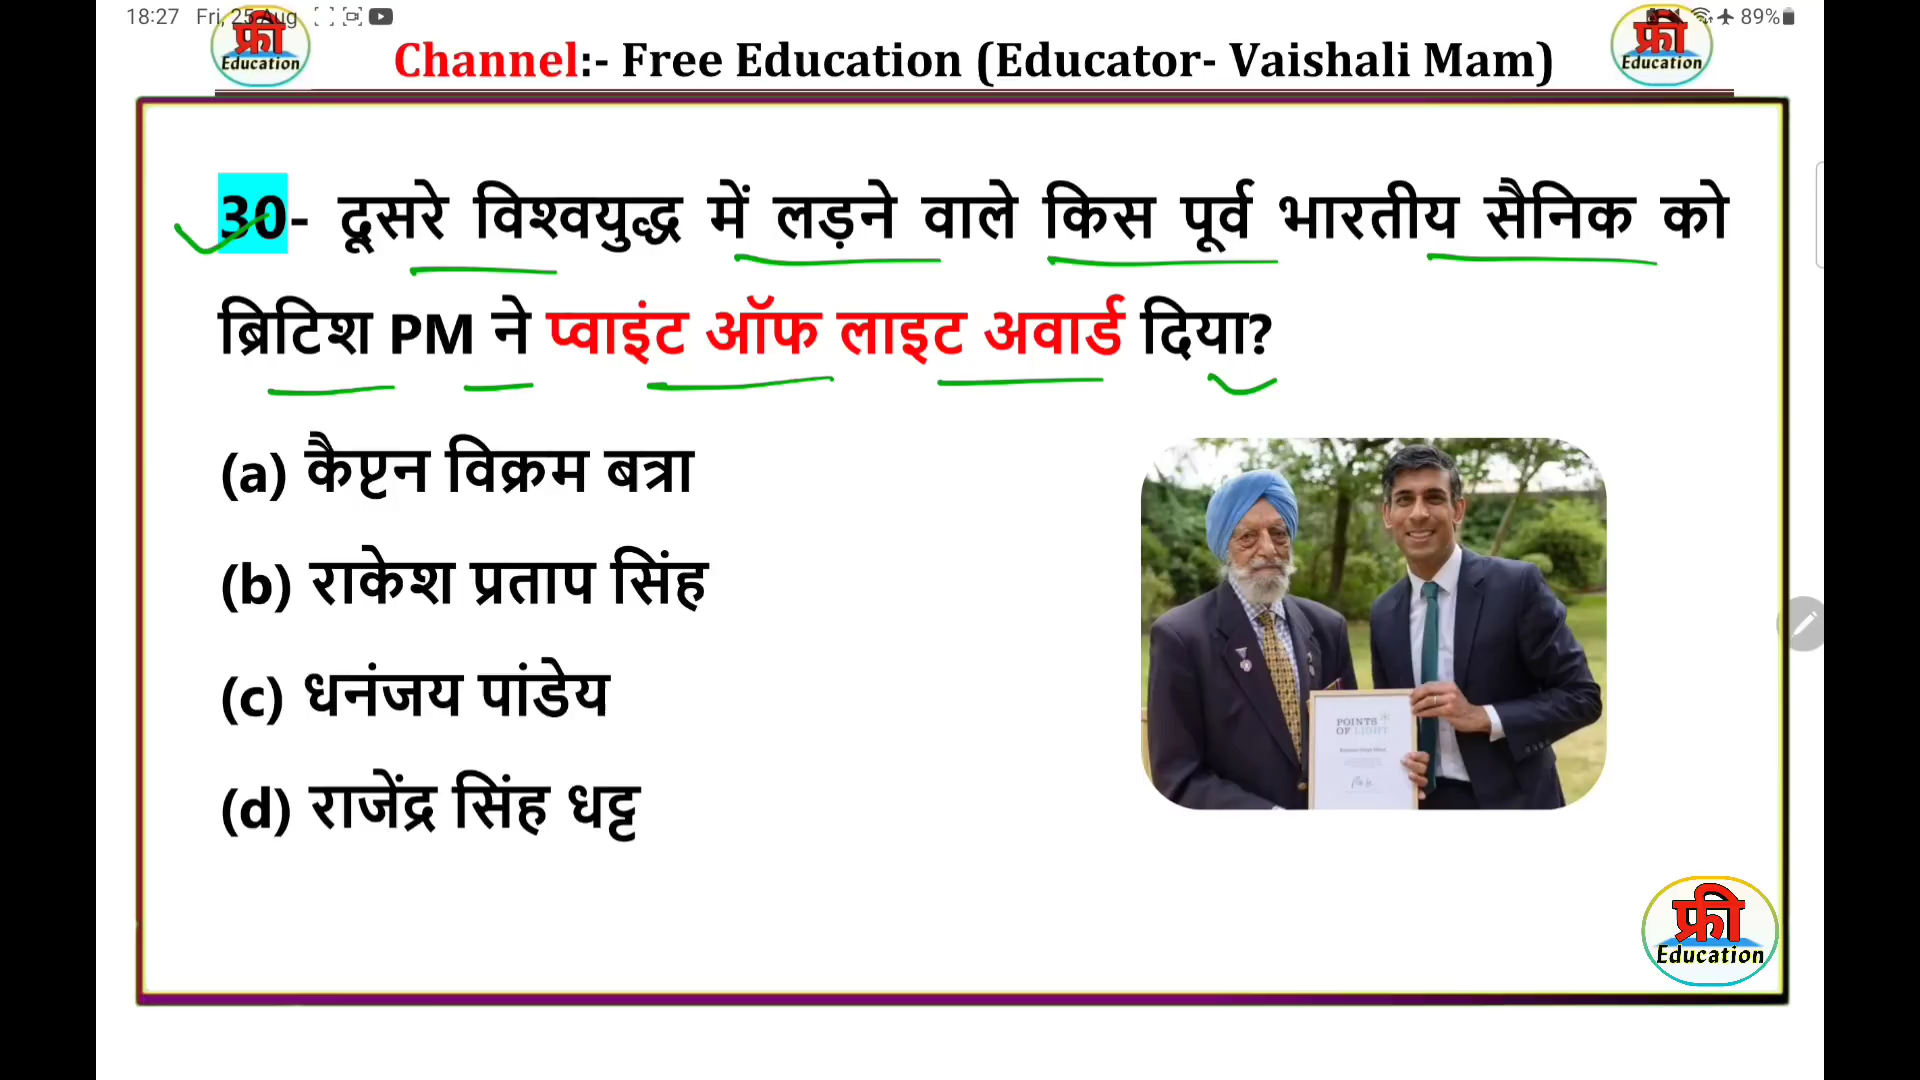 18:27 Fri, 25 Aug
89%
फ्री
Education
Channel:- Free Education (Educator- Vaishali Mam)
फ्री
Education
30- दूसरे विश्वयुद्ध में लड़ने वाले किस पूर्व भारतीय सैनिक को
ब्रिटिश PM ने प्वाइंट ऑफ लाइट अवार्ड दिया?
(a) कैप्टन विक्रम बत्रा
(b) राकेश प्रताप सिंह
(c) धनंजय पांडेय
(d) राजेंद्र सिंह धट्ट
POINTS
OF LIGHT
फ्री
Education